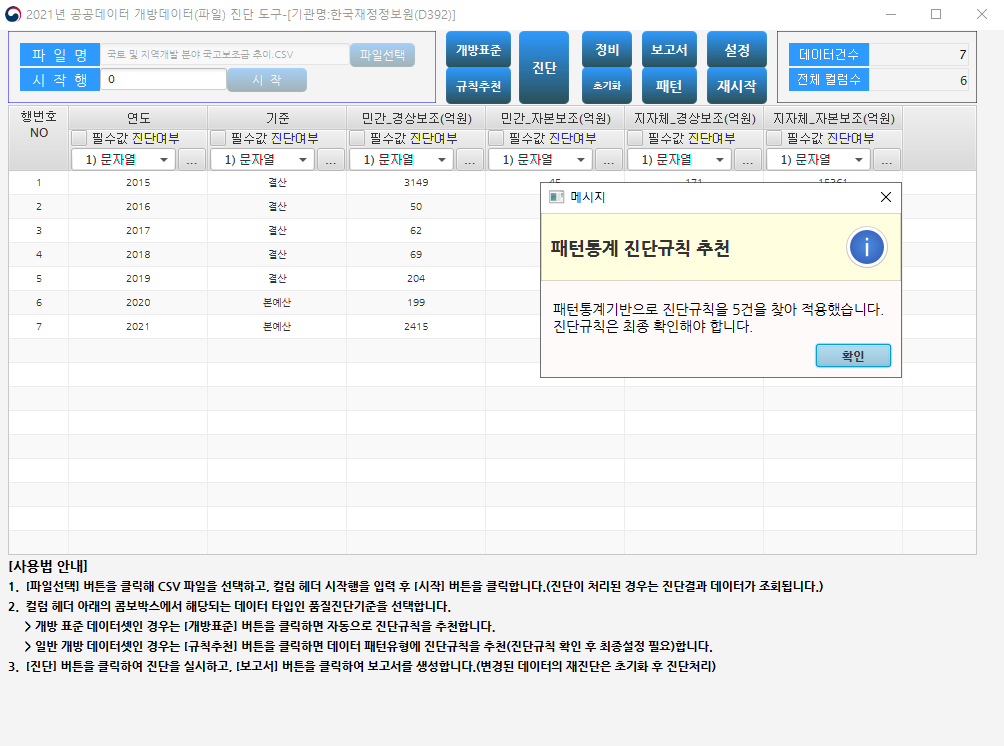 2021년 공공데이터 개방데이터(파일) 진단 도구-[기관명:한국재정정보원(D392)]
파 일 명 국토 및 지역개발 분야 국고보조금 추이.CSV 파일선택
시 작 행 0 시 작
개방표준 진단 정비 보고서 설정
규칙추천 초기화 패턴 재시작
데이터건수 7
전체 컬럼수 6
행번호 NO 연도 기준 민간_경상보조(억원) 민간_자본보조(억원) 지자체_경상보조(억원) 지자체_자본보조(억원)
필수값 진단여부 필수값 진단여부 필수값 진단여부 필수값 진단여부 필수값 진단여부 필수값 진단여부
1) 문자열 ... 1) 문자열 ... 1) 문자열 ... 1) 문자열 ... 1) 문자열 ... 1) 문자열 ...
1 2015 결산 3149 45 171 15361
2 2016 결산 50
3 2017 결산 62
4 2018 결산 69
5 2019 결산 204
6 2020 본예산 199
7 2021 본예산 2415
메시지
패턴통계 진단규칙 추천
패턴통계기반으로 진단규칙을 5건을 찾아 적용했습니다.
진단규칙은 최종 확인해야 합니다.
확인
[사용법 안내]
1. [파일선택] 버튼을 클릭해 CSV 파일을 선택하고, 컬럼 헤더 시작행을 입력 후 [시작] 버튼을 클릭합니다.(진단이 처리된 경우는 진단결과 데이터가 조회됩니다.)
2. 컬럼 헤더 아래의 콤보박스에서 해당되는 데이터 타입인 품질진단기준을 선택합니다.
> 개방 표준 데이터셋인 경우는 [개방표준] 버튼을 클릭하면 자동으로 진단규칙을 추천합니다.
> 일반 개방 데이터셋인 경우는 [규칙추천] 버튼을 클릭하면 데이터 패턴유형에 진단규칙을 추천(진단규칙 확인 후 최종설정 필요)합니다.
3. [진단] 버튼을 클릭하여 진단을 실시하고, [보고서] 버튼을 클릭하여 보고서를 생성합니다.(변경된 데이터의 재진단은 초기화 후 진단처리)